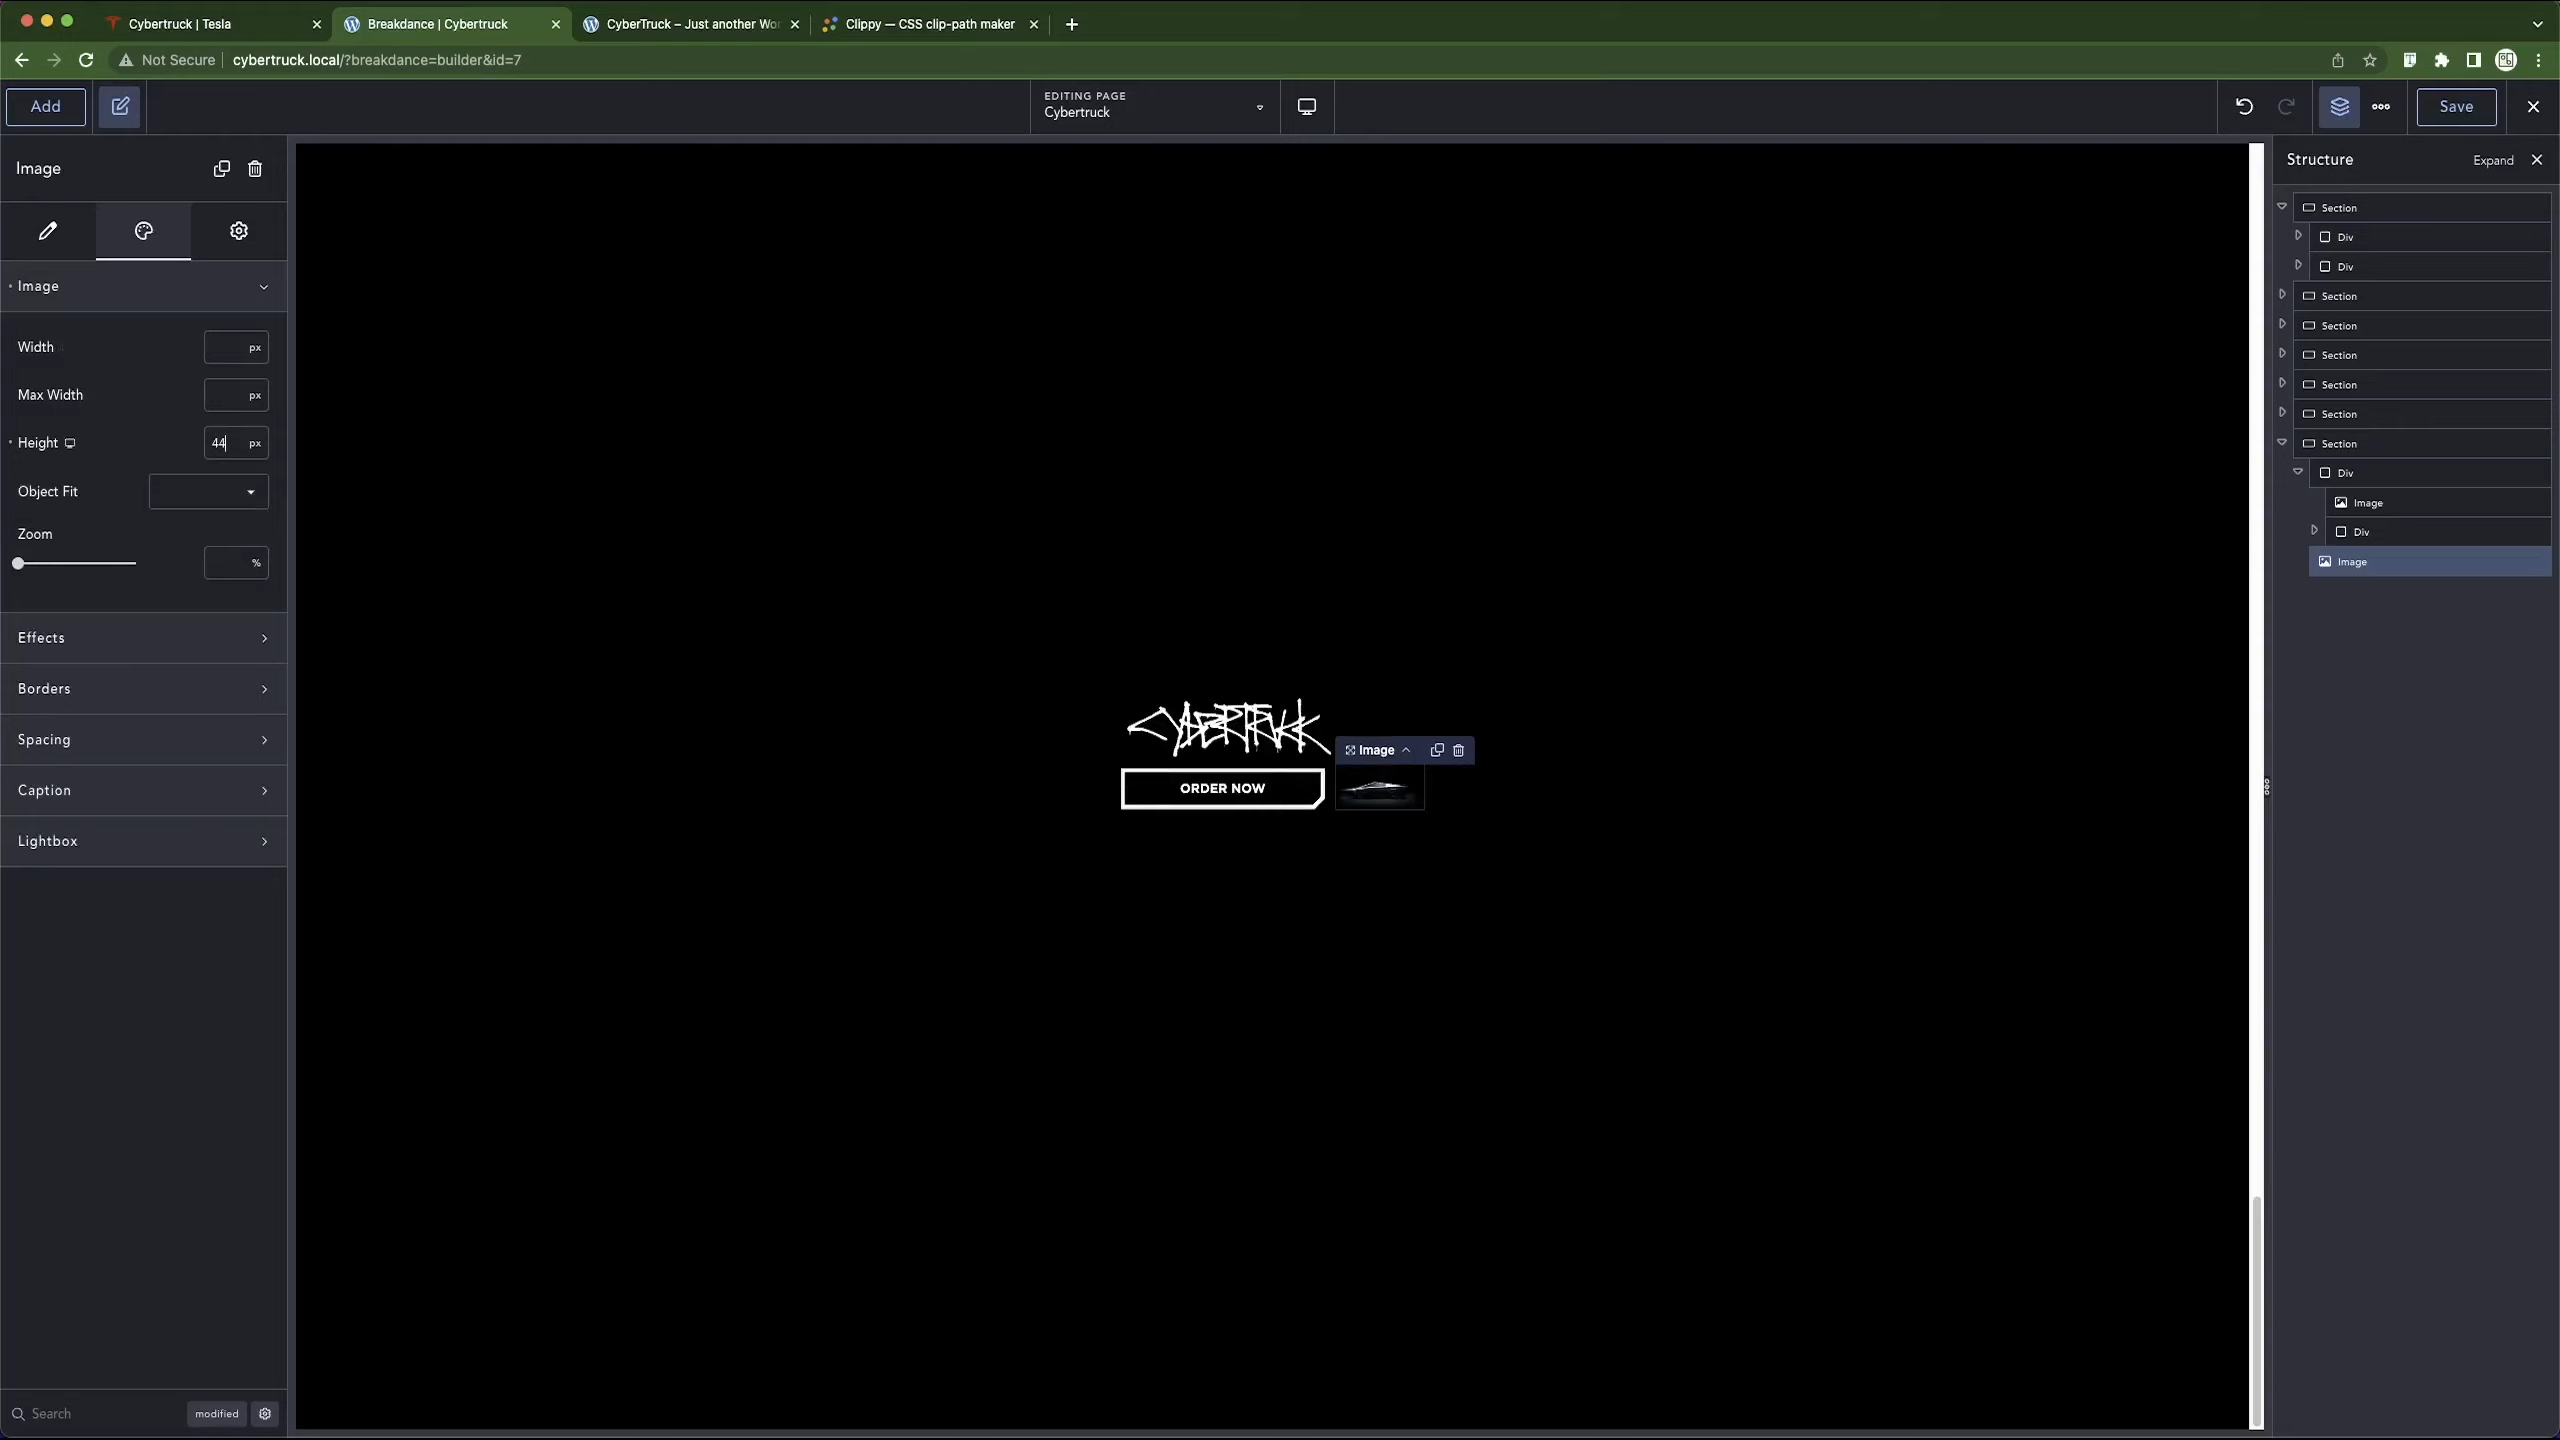 Cybertruck | Tesla
Breakdance | Cybertruck
CyberTruck – Just another Wo
Clippy — CSS clip-path maker
Not Secure
cybertruck.local/?breakdance=builder&id=7
Add
EDITING PAGE
Cybertruck
Save
Image
Structure
Expand
Image
Width
px
Max Width
px
Height
44
px
Object Fit
Zoom
%
Effects
Borders
Spacing
Caption
Lightbox
Search
modified
CYBERTRUCK
Image
ORDER NOW
Section
Div
Div
Section
Section
Section
Section
Section
Section
Div
Image
Div
Image